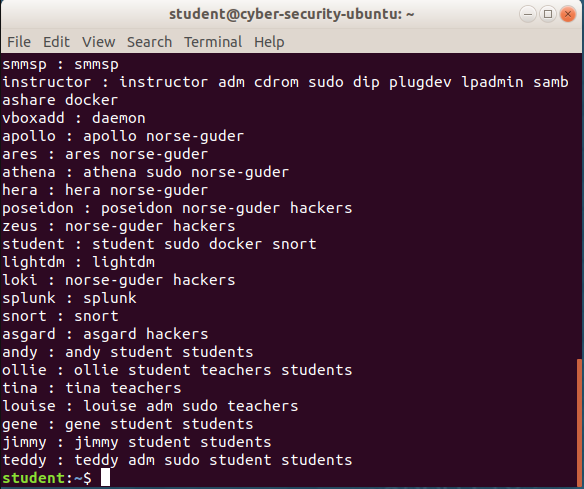 student@cyber-security-ubuntu: ~
File Edit View Search Terminal Help
smmsp : smmsp
instructor : instructor adm cdrom sudo dip plugdev lpadmin samb
ashare docker
vboxadd : daemon
apollo : apollo norse-guder
ares : ares norse-guder
athena : athena sudo norse-guder
hera : hera norse-guder
poseidon : poseidon norse-guder hackers
zeus : norse-guder hackers
student : student sudo docker snort
lightdm : lightdm
loki : norse-guder hackers
splunk : splunk
snort : snort
asgard : asgard hackers
andy : andy student students
ollie : ollie student teachers students
tina : tina teachers
louise : louise adm sudo teachers
gene : gene student students
jimmy : jimmy student students
teddy : teddy adm sudo student students
student:~$